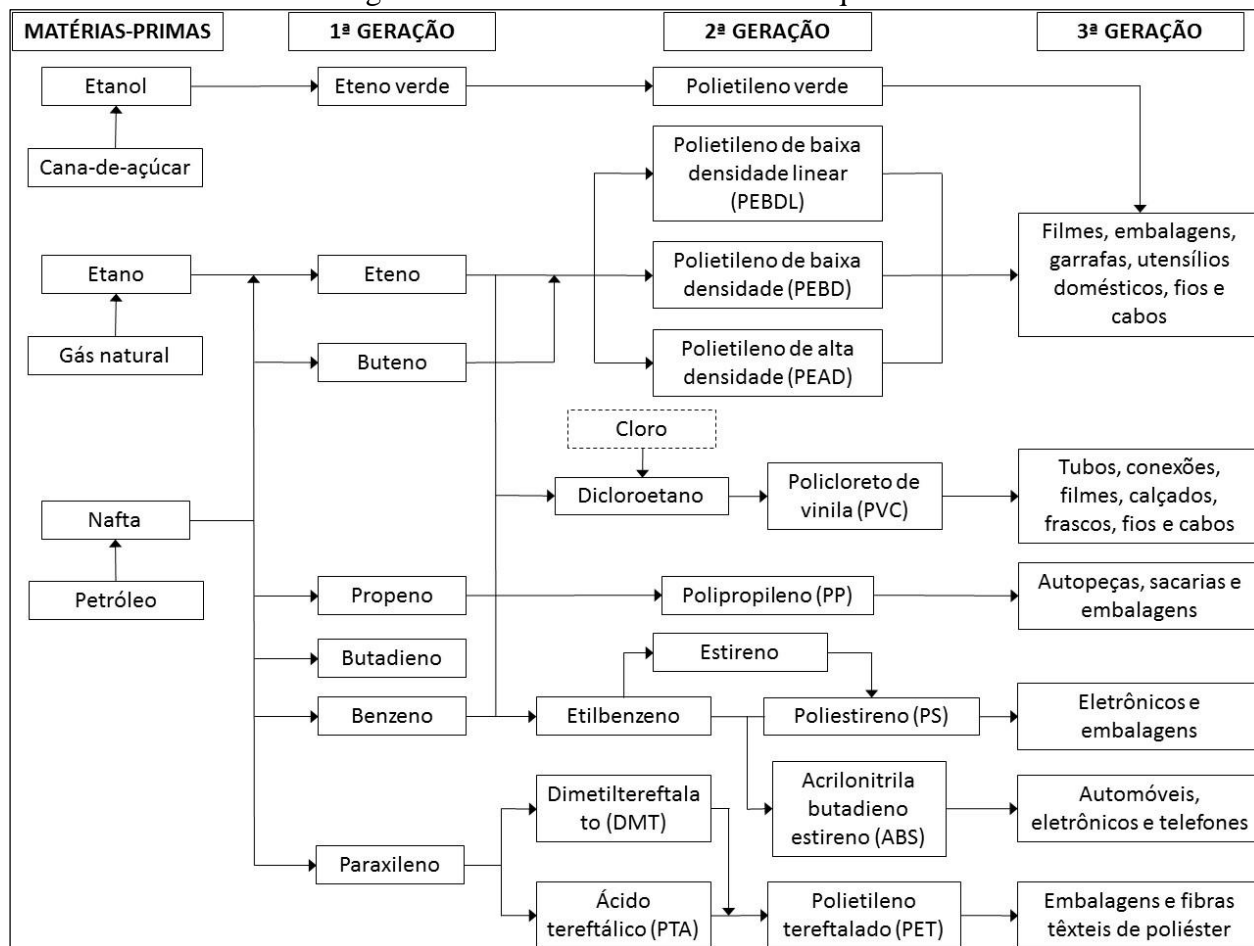 MATÉRIAS-PRIMAS
1ª GERAÇÃO
2ª GERAÇÃO
3ª GERAÇÃO
Etanol
Eteno verde
Polietileno verde
Cana-de-açúcar
Polietileno de baixa
densidade linear
(PEBDL)
Filmes, embalagens,
garrafas, utensílios
domésticos, fios e
cabos
Etano
Eteno
Polietileno de baixa
densidade (PEBD)
Gás natural
Buteno
Polietileno de alta
densidade (PEAD)
Cloro
Dicloroetano
Policloreto de
vinila (PVC)
Tubos, conexões,
filmes, calçados,
frascos, fios e cabos
Nafta
Petróleo
Propeno
Polipropileno (PP)
Autopeças, sacarias e
embalagens
Butadieno
Estireno
Benzeno
Etilbenzeno
Poliestireno (PS)
Eletrônicos e
embalagens
Dimetiltereftala
to (DMT)
Acrilonitrila
butadieno
estireno (ABS)
Automóveis,
eletrônicos e telefones
Paraxileno
Ácido
tereftálico (PTA)
Polietileno
tereftalado (PET)
Embalagens e fibras
têxteis de poliéster